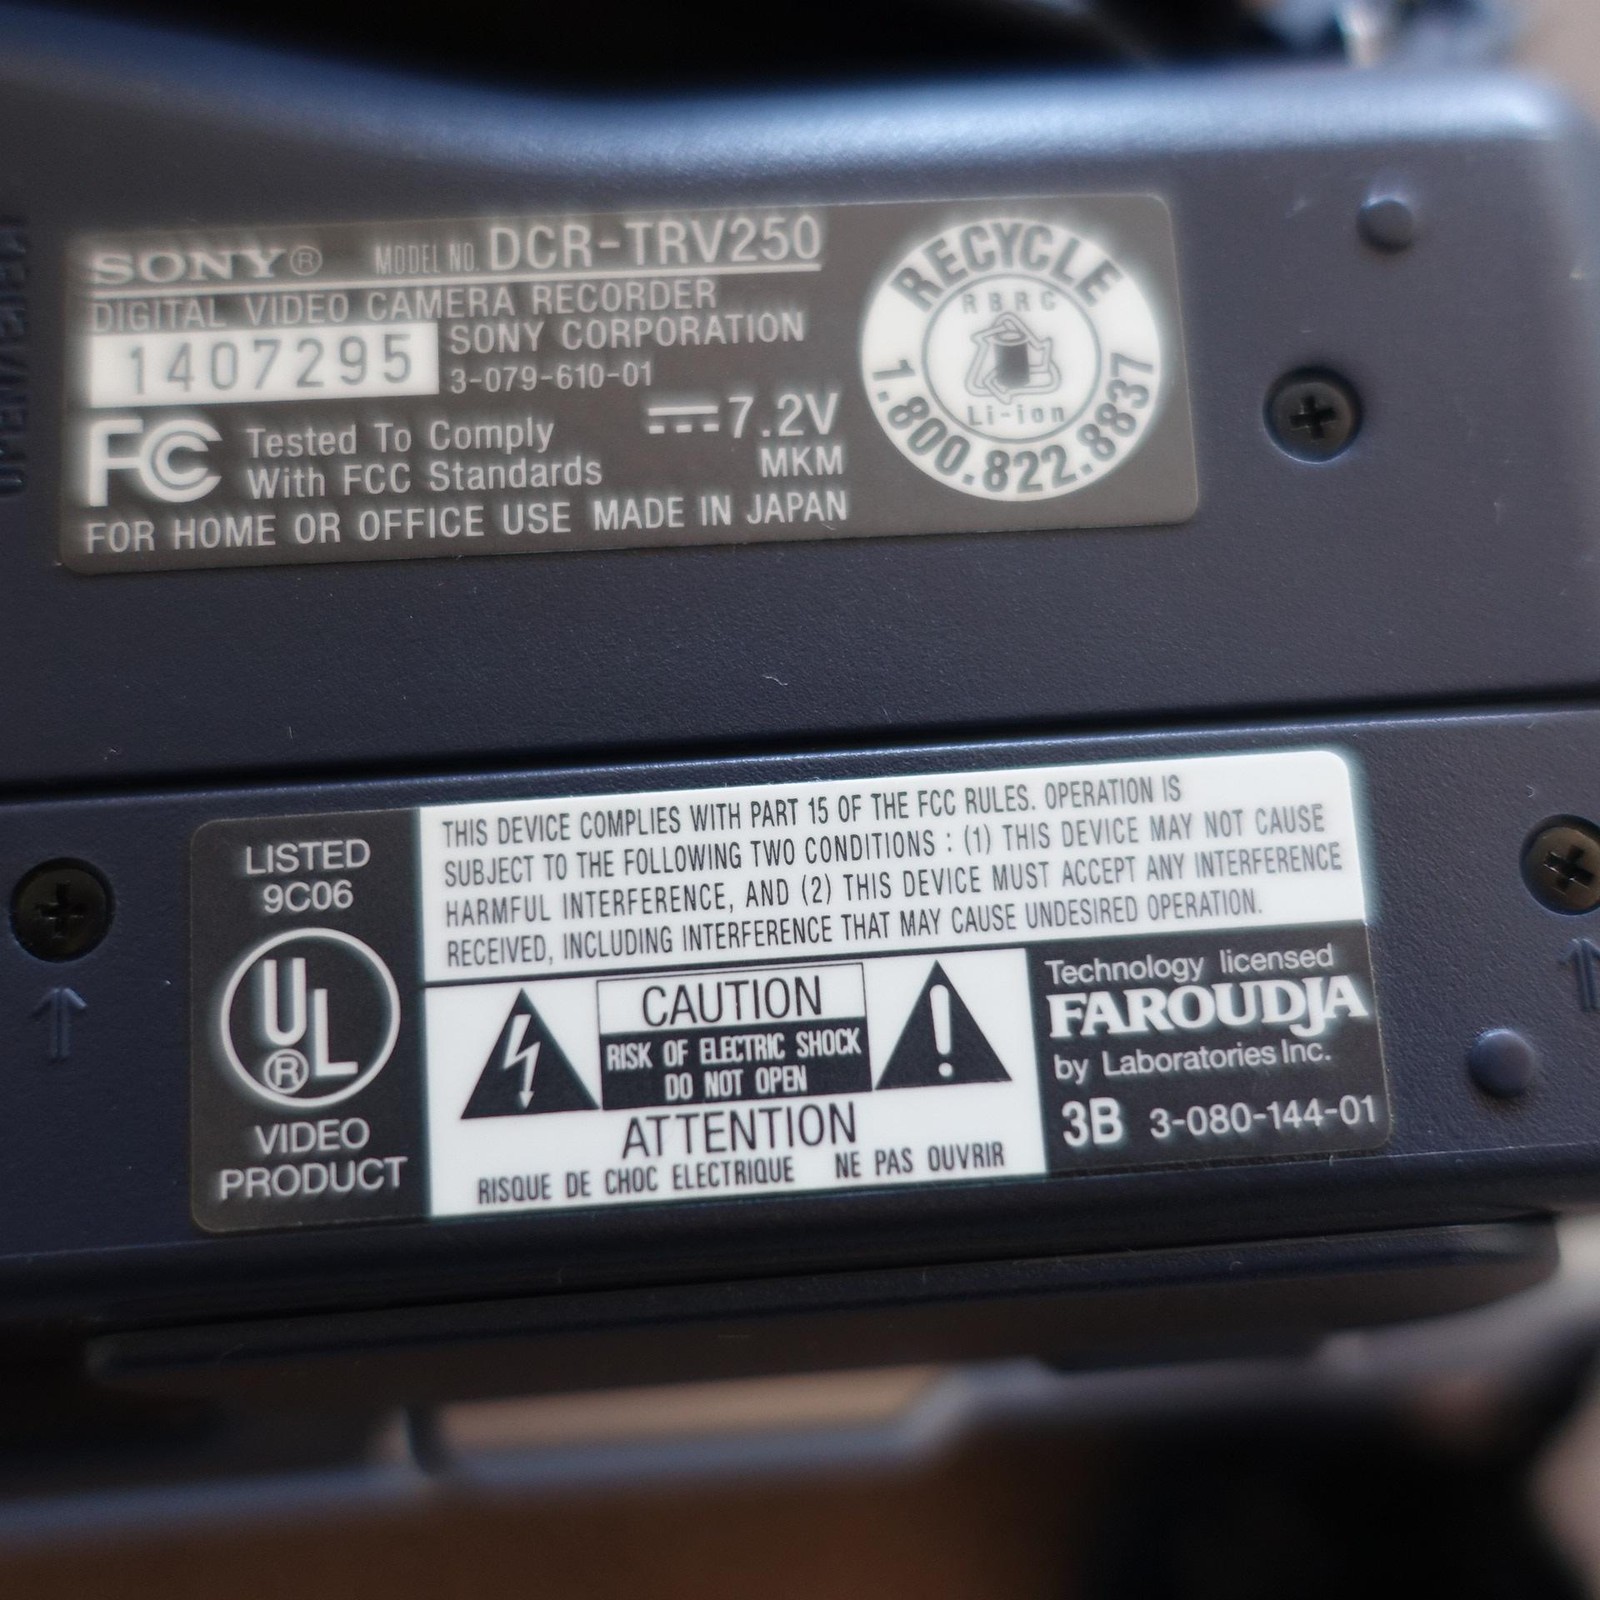 SONY® MODEL NO. DCR-TRV250
DIGITAL VIDEO CAMERA RECORDER
1407295
SONY CORPORATION
3-079-610-01
FC Tested To Comply
With FCC Standards
⎓7.2V
MKM
FOR HOME OR OFFICE USE MADE IN JAPAN
RECYCLE
RBRC
Li-ion
1.800.822.8837
LISTED
9C06
UL®
VIDEO
PRODUCT
THIS DEVICE COMPLIES WITH PART 15 OF THE FCC RULES. OPERATION IS
SUBJECT TO THE FOLLOWING TWO CONDITIONS : (1) THIS DEVICE MAY NOT CAUSE
HARMFUL INTERFERENCE, AND (2) THIS DEVICE MUST ACCEPT ANY INTERFERENCE
RECEIVED, INCLUDING INTERFERENCE THAT MAY CAUSE UNDESIRED OPERATION.
CAUTION
RISK OF ELECTRIC SHOCK
DO NOT OPEN
ATTENTION
RISQUE DE CHOC ELECTRIQUE NE PAS OUVRIR
Technology licensed
FAROUDJA
by Laboratories Inc.
3B 3-080-144-01